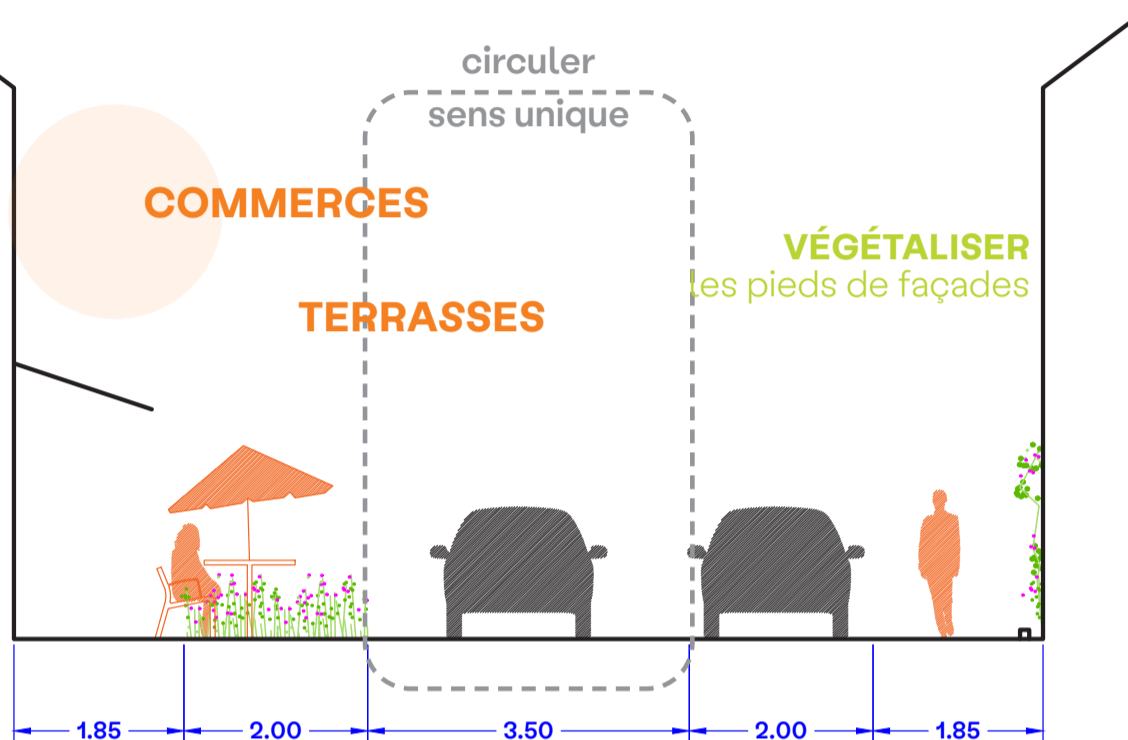 circuler
sens unique
COMMERCES
VÉGÉTALISER
les pieds de façades
TERRASSES
1.85 2.00 3.50 2.00 1.85